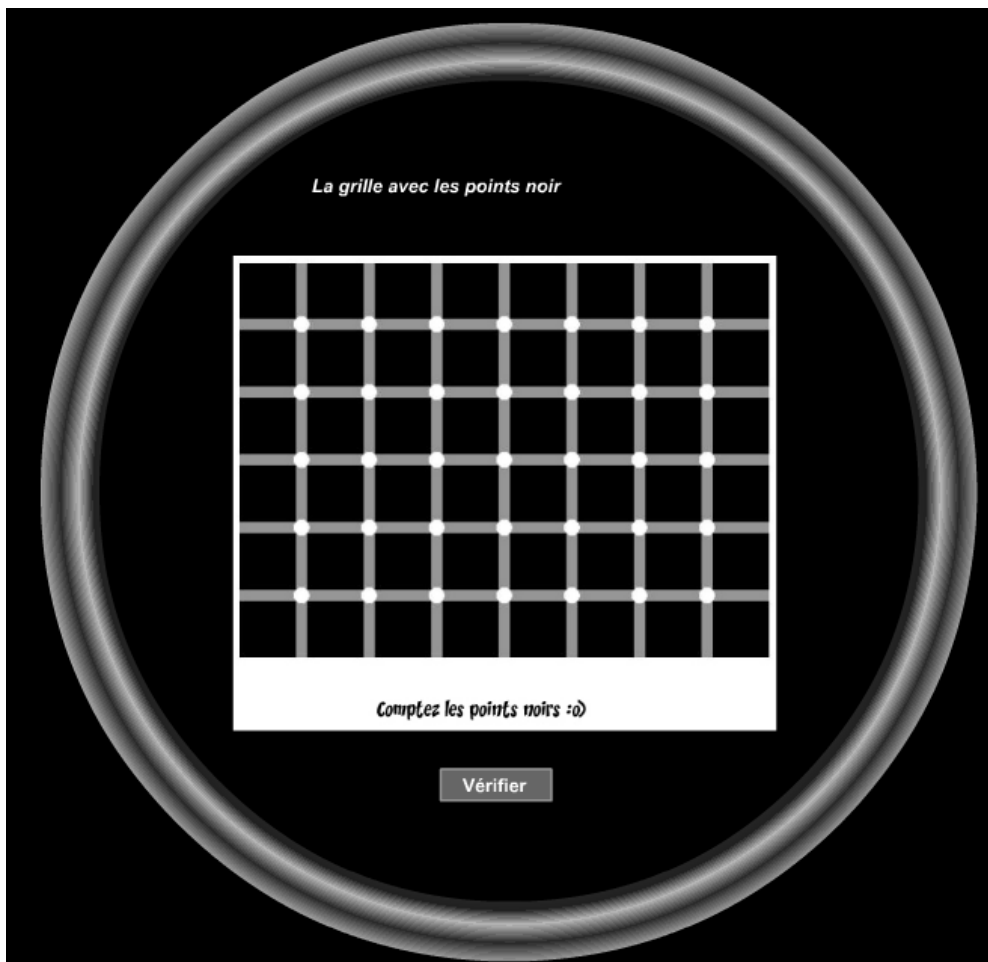 La grille avec les points noir
Comptez les points noirs :o)
Vérifier